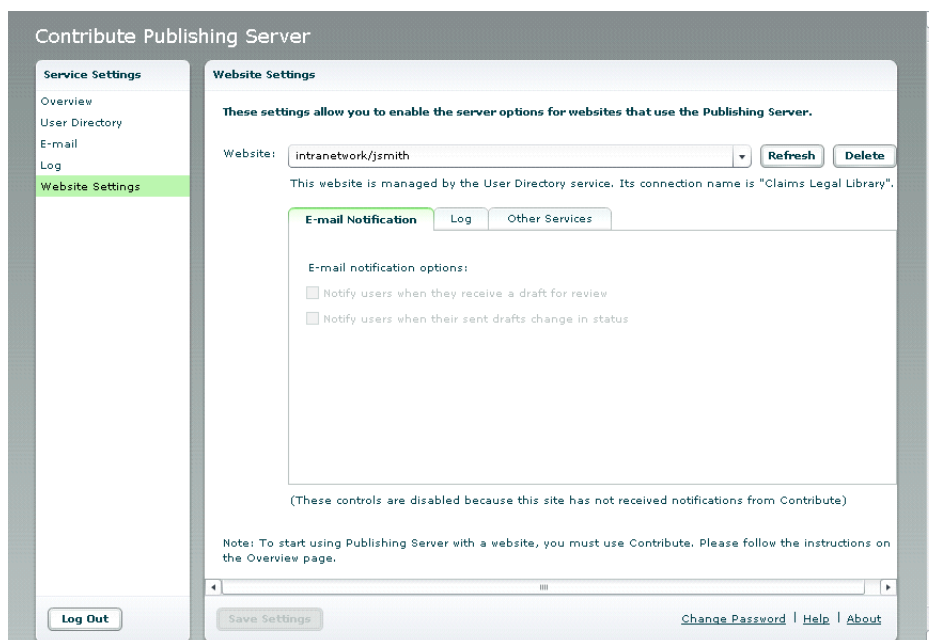 Contribute Publishing Server
Service Settings
Overview
User Directory
E-mail
Log
Website Settings
Log Out
Website Settings
These settings allow you to enable the server options for websites that use the Publishing Server.
Website: intranetwork/jsmith Refresh Delete
This website is managed by the User Directory service. Its connection name is "Claims Legal Library".
E-mail Notification Log Other Services
E-mail notification options:
Notify users when they receive a draft for review
Notify users when their sent drafts change in status
(These controls are disabled because this site has not received notifications from Contribute)
Note: To start using Publishing Server with a website, you must use Contribute. Please follow the instructions on
the Overview page.
Save Settings Change Password | Help | About